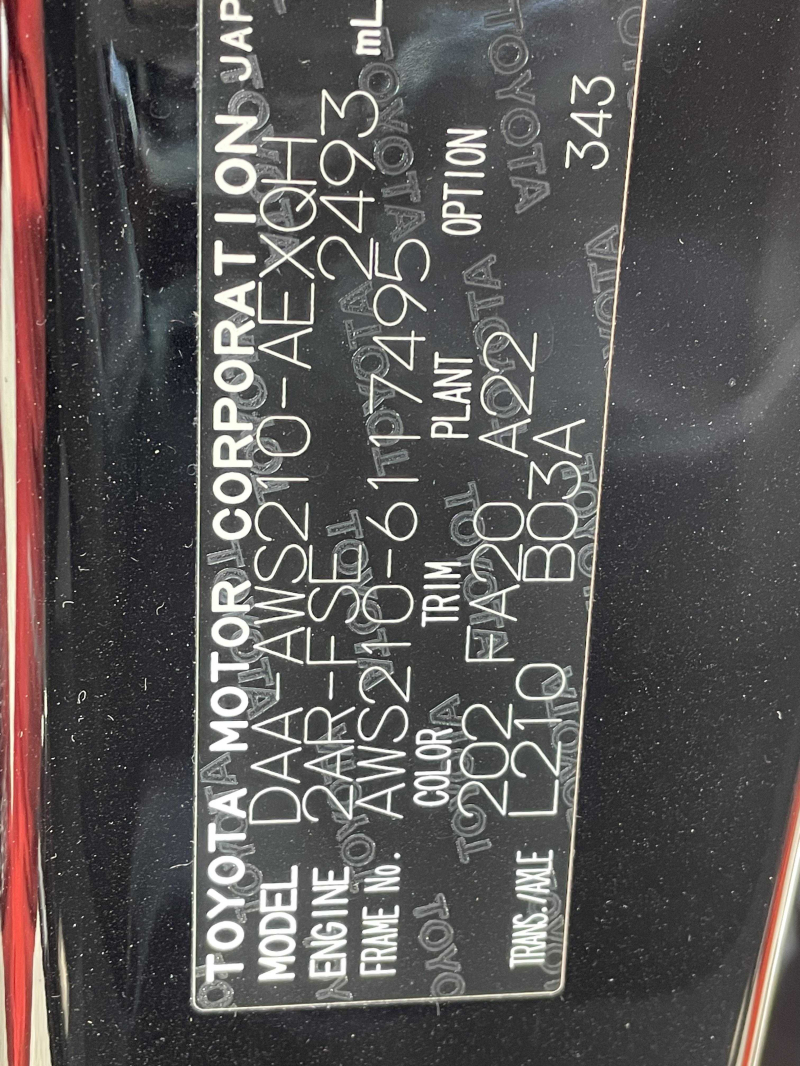 TOYOTA MOTOR CORPORATION JAP
MODEL DAA-AWS210-AEXQH
ENGINE 2AR-FSE 2493 mL
FRAME No. AWS210-6117495
COLOR TRIM PLANT OPTION
202 FA20 A22
TRANS./AXLE L210 B03A 343